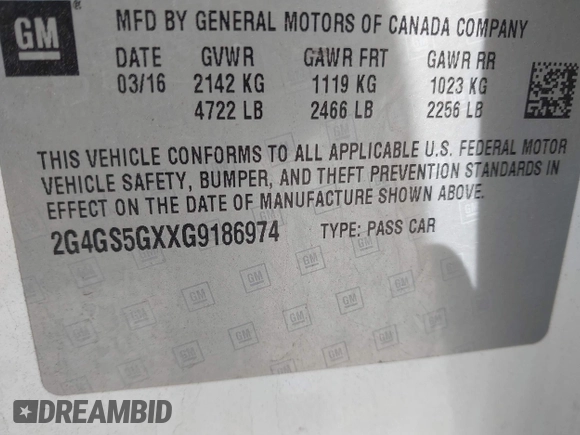 GM
MFD BY GENERAL MOTORS OF CANADA COMPANY
DATE GVWR GAWR FRT GAWR RR
03/16 2142 KG 1119 KG 1023 KG
4722 LB 2466 LB 2256 LB
THIS VEHICLE CONFORMS TO ALL APPLICABLE U.S. FEDERAL MOTOR
VEHICLE SAFETY, BUMPER, AND THEFT PREVENTION STANDARDS IN
EFFECT ON THE DATE OF MANUFACTURE SHOWN ABOVE.
2G4GS5GXXG9186974 TYPE: PASS CAR
DREAMBID